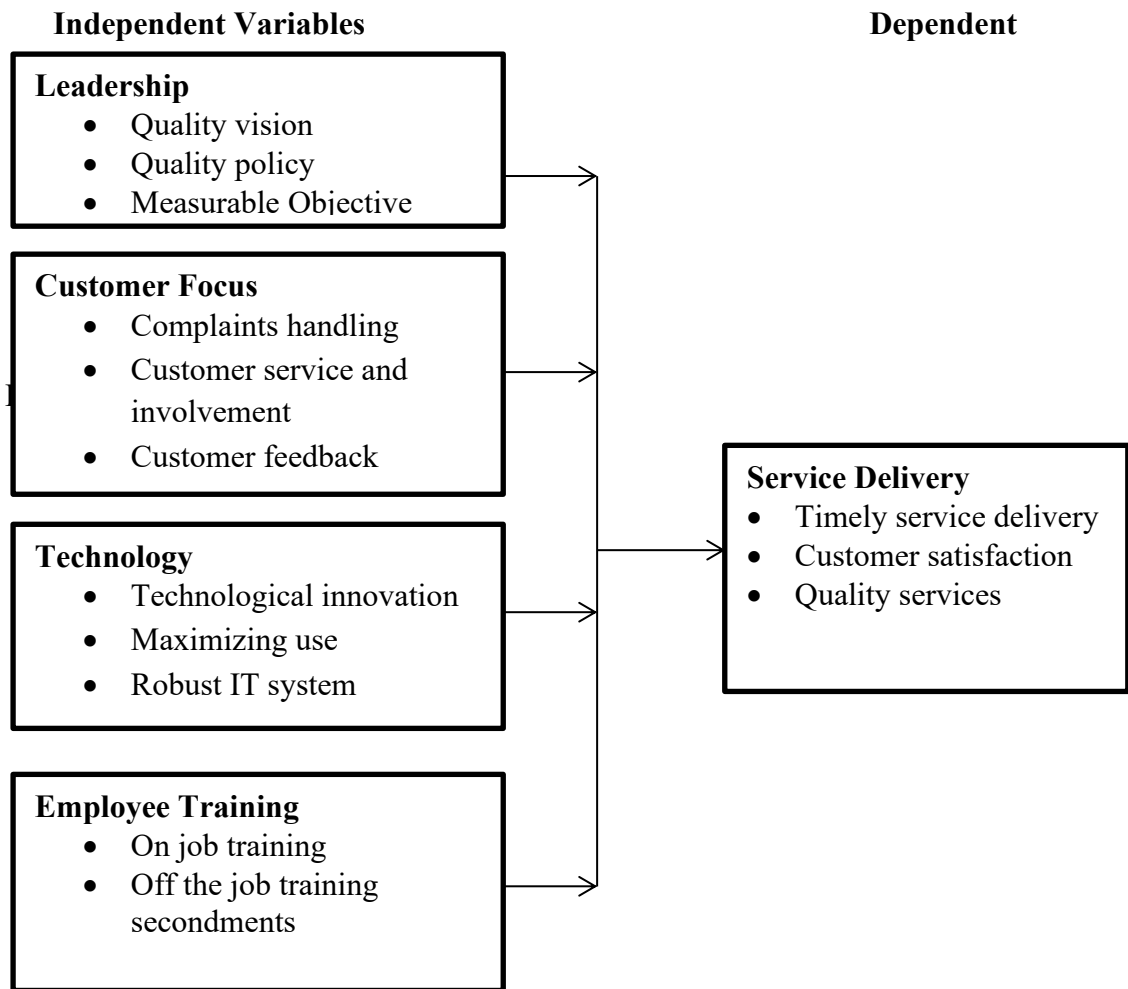 Independent Variables
Dependent
Leadership
• Quality vision
• Quality policy
• Measurable Objective
Customer Focus
• Complaints handling
• Customer service and
involvement
• Customer feedback
Technology
• Technological innovation
• Maximizing use
• Robust IT system
Employee Training
• On job training
• Off the job training
secondments
Service Delivery
• Timely service delivery
• Customer satisfaction
• Quality services